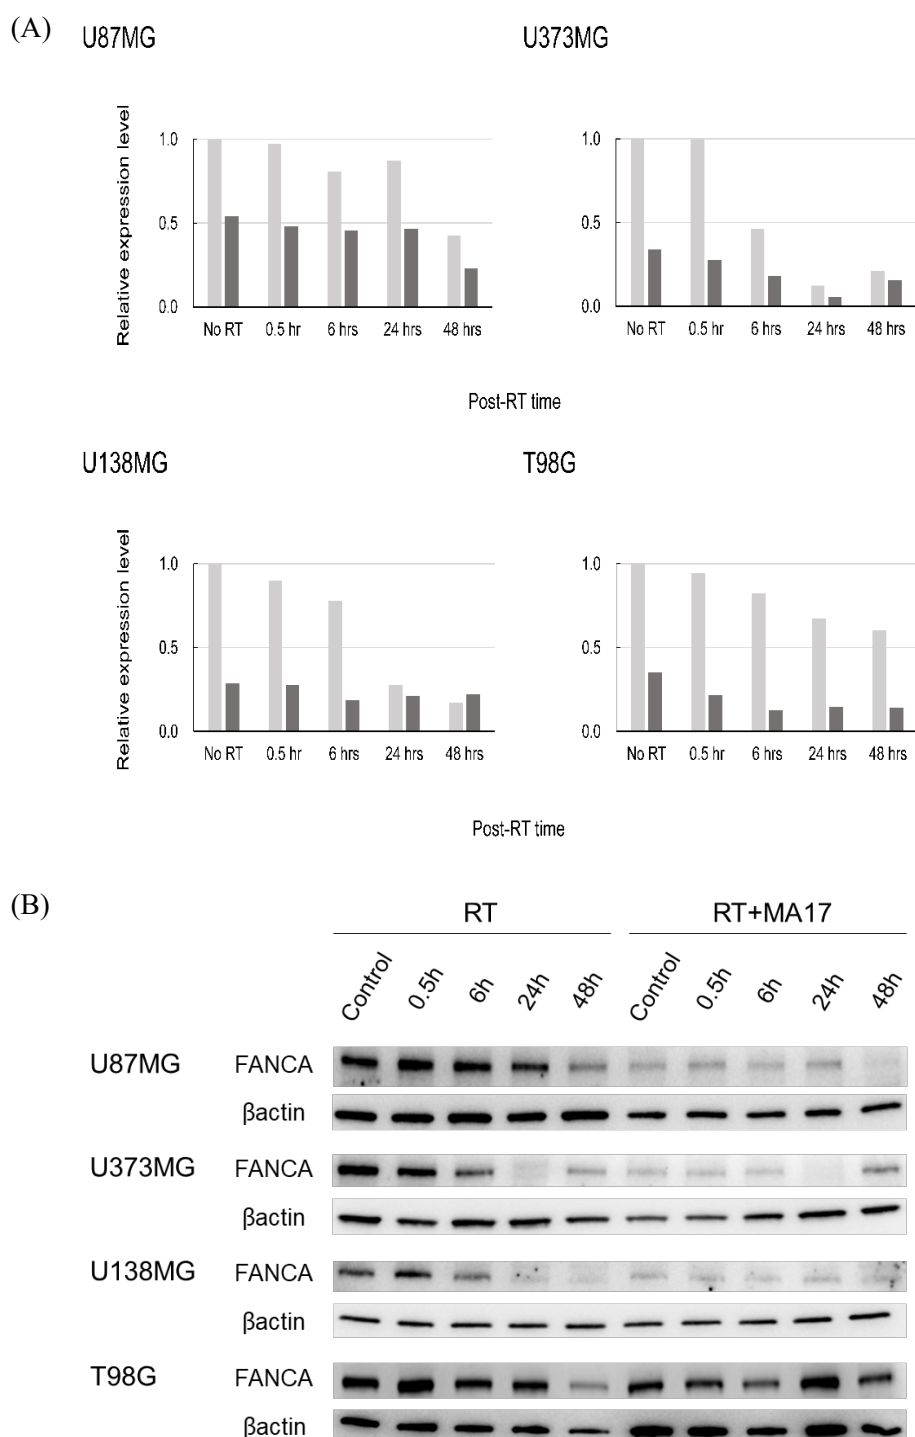 (A)
U87MG
U373MG
Relative expression level
1.0
0.5
0.0
No RT 0.5 hr 6 hrs 24 hrs 48 hrs
1.0
0.5
0.0
No RT 0.5 hr 6 hrs 24 hrs 48 hrs
Post-RT time
U138MG
T98G
Relative expression level
1.0
0.5
0.0
No RT 0.5 hr 6 hrs 24 hrs 48 hrs
1.0
0.5
0.0
No RT 0.5 hr 6 hrs 24 hrs 48 hrs
Post-RT time
(B)
RT RT+MA17
Control 0.5h 6h 24h 48h Control 0.5h 6h 24h 48h
U87MG FANCA
βactin
U373MG FANCA
βactin
U138MG FANCA
βactin
T98G FANCA
βactin